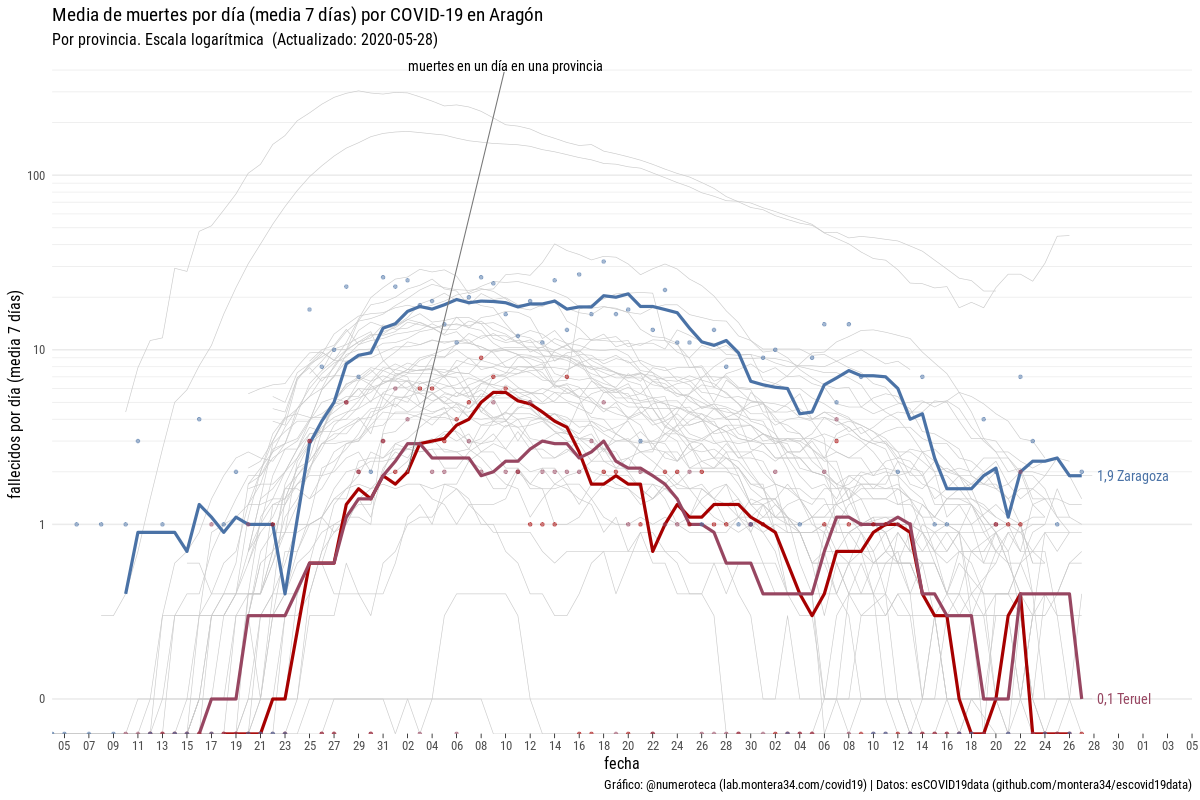 Media de muertes por día (media 7 días) por COVID-19 en Aragón
Por provincia. Escala logarítmica (Actualizado: 2020-05-28)
muertes en un día en una provincia
fallecidos por día (media 7 días)
100
10
1
0
1,9 Zaragoza
0,1 Teruel
05 07 09 11 13 15 17 19 21 23 25 27 29 31 02 04 06 08 10 12 14 16 18 20 22 24 26 28 30 02 04 06 08 10 12 14 16 18 20 22 24 26 28 30 01 03 05
fecha
Gráfico: @numeroteca (lab.montera34.com/covid19) | Datos: esCOVID19data (github.com/montera34/escovid19data)